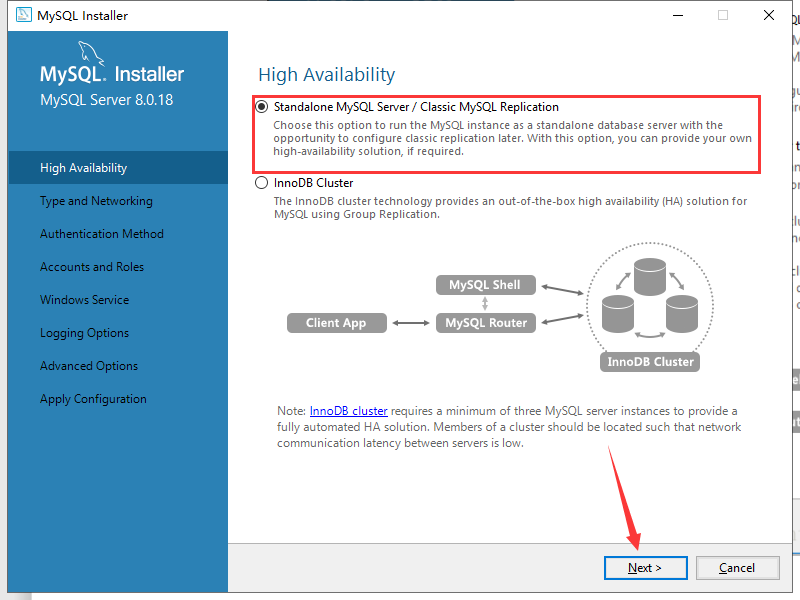 MySQL Installer
MySQL. Installer
MySQL Server 8.0.18
High Availability
Type and Networking
Authentication Method
Accounts and Roles
Windows Service
Logging Options
Advanced Options
Apply Configuration
High Availability
Standalone MySQL Server / Classic MySQL Replication
Choose this option to run the MySQL instance as a standalone database server with the
opportunity to configure classic replication later. With this option, you can provide your own
high-availability solution, if required.
InnoDB Cluster
The InnoDB cluster technology provides an out-of-the-box high availability (HA) solution for
MySQL using Group Replication.
MySQL Shell
Client App
MySQL Router
InnoDB Cluster
Note: InnoDB cluster requires a minimum of three MySQL server instances to provide a
fully automated HA solution. Members of a cluster should be located such that network
communication latency between servers is low.
Next >
Cancel